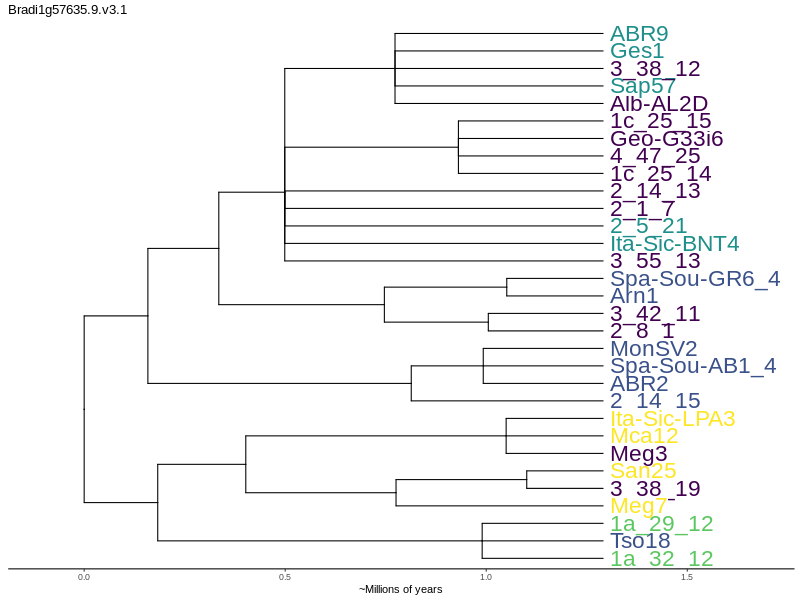 Bradi1g57635.9.v3.1
ABR9
Ges1
3_38_12
Sap57
Alb-AL2D
1c_25_15
Geo-G33i6
4_47_25
1c_25_14
2_14_13
2_1_7
2_5_21
Ita-Sic-BNT4
3_55_13
Spa-Sou-GR6_4
Arn1
3_42_11
2_8_1
MonSV2
Spa-Sou-AB1_4
ABR2
2_14_15
Ita-Sic-LPA3
Mca12
Meg3
San25
3_38_19
Meg7
1a_29_12
Tso18
1a_32_12
0.0 0.5 1.0 1.5
~Millions of years